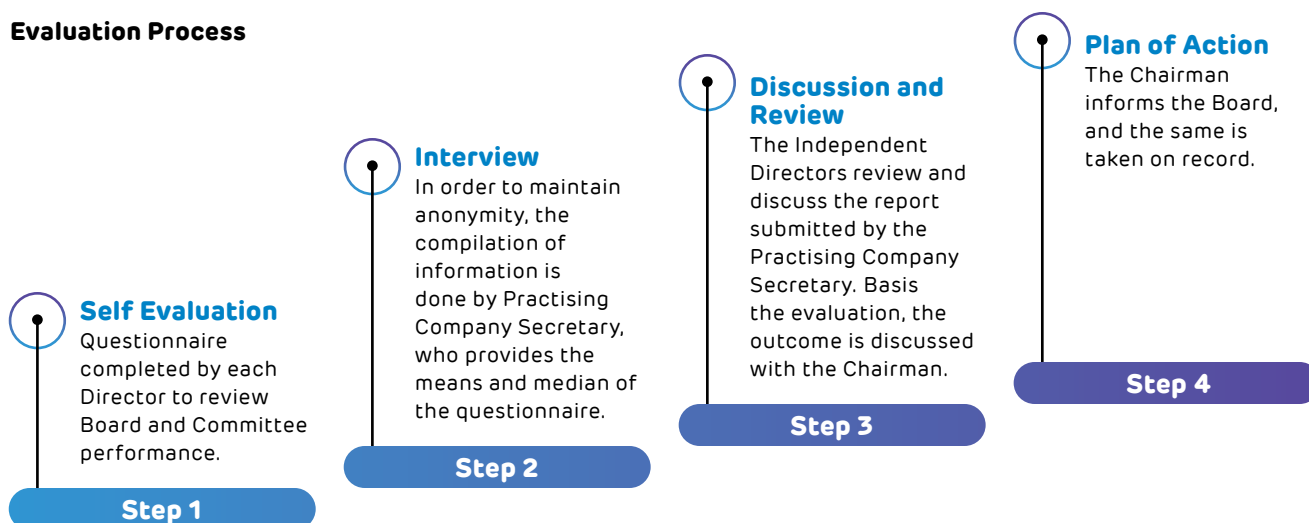 Evaluation Process
Self Evaluation
Questionnaire
completed by each
Director to review
Board and Committee
performance.
Step 1
Interview
In order to maintain
anonymity, the
compilation of
information is
done by Practising
Company Secretary,
who provides the
means and median of
the questionnaire.
Step 2
Discussion and
Review
The Independent
Directors review and
discuss the report
submitted by the
Practising Company
Secretary. Basis
the evaluation, the
outcome is discussed
with the Chairman.
Step 3
Plan of Action
The Chairman
informs the Board,
and the same is
taken on record.
Step 4